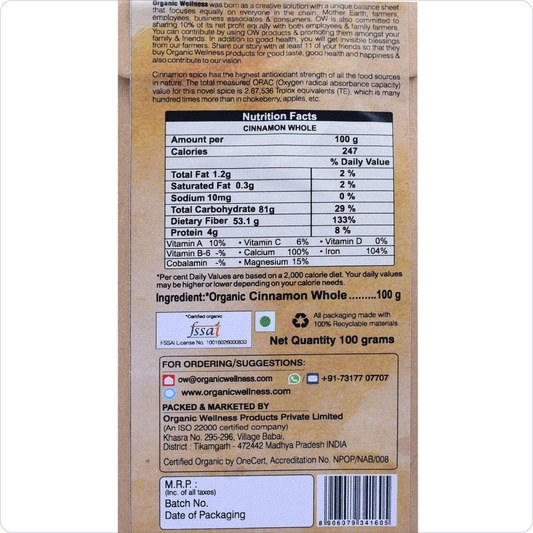 Organic Wellness was born as a creative solution with a unique balance sheet
that focuses equally on everyone in the chain, Mother Earth, farmers,
employees, business associates & consumers. OW is also committed to
sharing 10% of its net profit equally with both employees & family farmers.
You can contribute by using OW products & promoting them amongst your
family & friends. In addition to good health, you will get invisible blessings
from our farmers. Share our story with at least 11 of your friends so that they
buy Organic Wellness products for good taste, good health and happiness &
also contribute to our vision.
Cinnamon spice has the highest antioxidant strength of all the food sources
in nature. The total measured ORAC (Oxygen radical absorbance capacity)
value for this novel spice is 2,67,536 Trolox equivalents (TE), which is many
hundred times more than in chokeberry, apples, etc.
Nutrition Facts
CINNAMON WHOLE
Amount per 100 g
Calories 247
% Daily Value
Total Fat 1.2g 2 %
Saturated Fat 0.3g 2 %
Sodium 10mg 0 %
Total Carbohydrate 81g 29 %
Dietary Fiber 53.1 g 133%
Protein 4g 8 %
Vitamin A 10% • Vitamin C 6% • Vitamin D 0%
Vitamin B-6 -% • Calcium 100% • Iron 104%
Cobalamin -% • Magnesium 15%
*Per cent Daily Values are based on a 2,000 calorie diet. Your daily values
may be higher or lower depending on your calorie needs.
Ingredient:*Organic Cinnamon Whole.........100 g
*Certified organic
fssai
FSSAI License No. 10016026000833
All packaging made with
100% Recyclable materials
Net Quantity 100 grams
FOR ORDERING/SUGGESTIONS:
ow@organicwellness.com +91-73177 07707
www.organicwellness.com
PACKED & MARKETED BY
Organic Wellness Products Private Limited
(An ISO 22000 certified company)
Khasra No. 295-296, Village Babai,
District : Tikamgarh - 472442 Madhya Pradesh INDIA
Certified Organic by OneCert, Accreditation No. NPOP/NAB/008
M.R.P. :
(Inc. of all taxes)
Batch No.
Date of Packaging
8 906079 341605